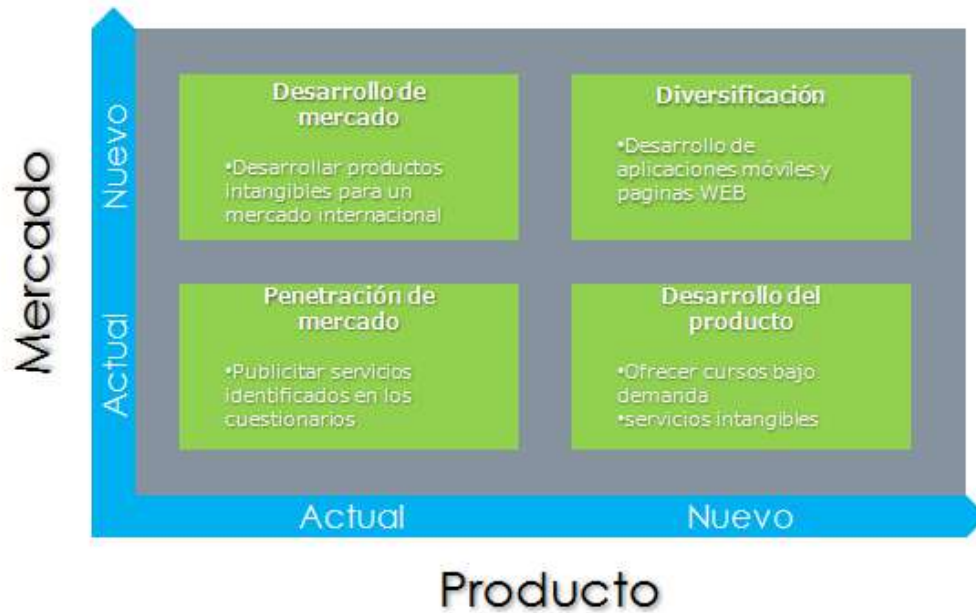 Mercado
Nuevo
Actual
Desarrollo de
mercado
•Desarrollar productos
intangibles para un
mercado internacional
Diversificación
•Desarrollo de
aplicaciones móviles y
paginas WEB
Penetración de
mercado
•Publicitar servicios
identificados en los
cuestionarios
Desarrollo del
producto
•Ofrecer cursos bajo
demanda
•servicios intangibles
Actual
Nuevo
Producto